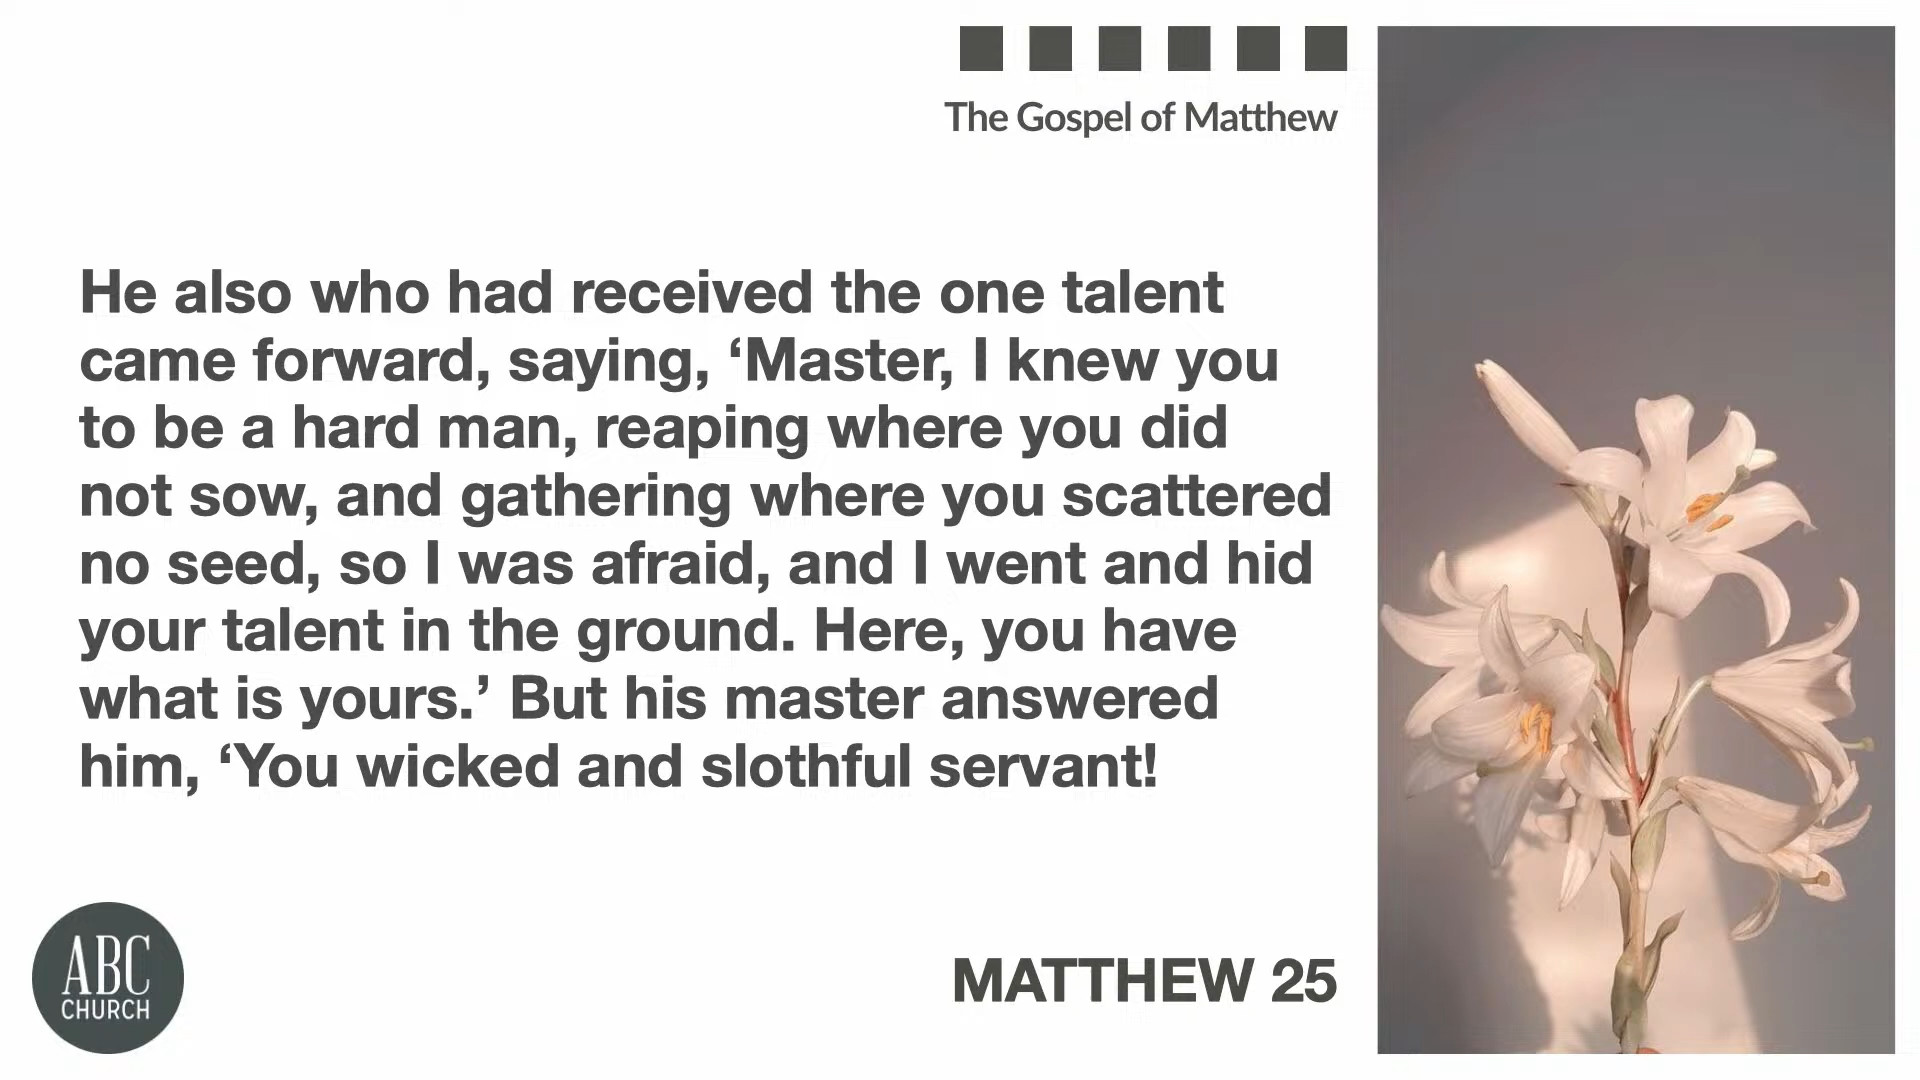 The Gospel of Matthew
He also who had received the one talent
came forward, saying, ‘Master, I knew you
to be a hard man, reaping where you did
not sow, and gathering where you scattered
no seed, so I was afraid, and I went and hid
your talent in the ground. Here, you have
what is yours.’ But his master answered
him, ‘You wicked and slothful servant!
MATTHEW 25
ABC
CHURCH